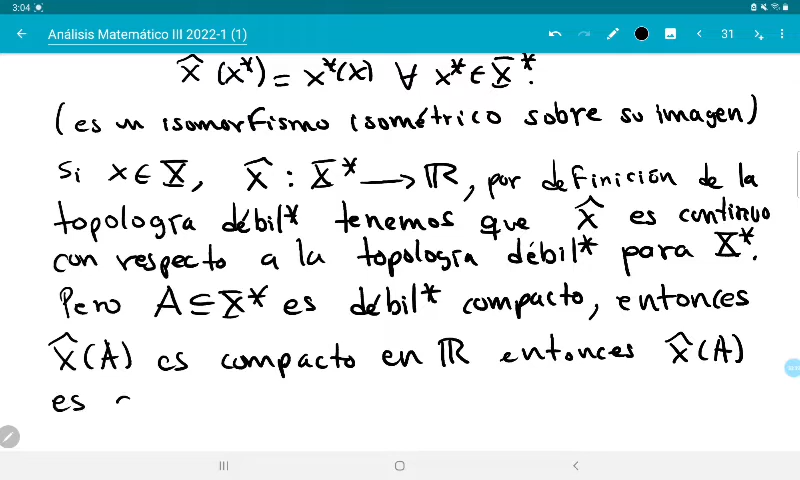 3:04
Análisis Matemático III 2022-1 (1)
31
x̂ (x*) = x*(x) ∀ x* ∈ X*.
(es un isomorfismo isométrico sobre su imagen)
Si x ∈ X, x̂ : X* → ℝ, por definición de la
topología débil* tenemos que x̂ es continuo
con respecto a la topología débil* para X*.
Pero A ⊆ X* es débil* compacto, entonces
x̂(A) es compacto en ℝ entonces x̂(A)
es